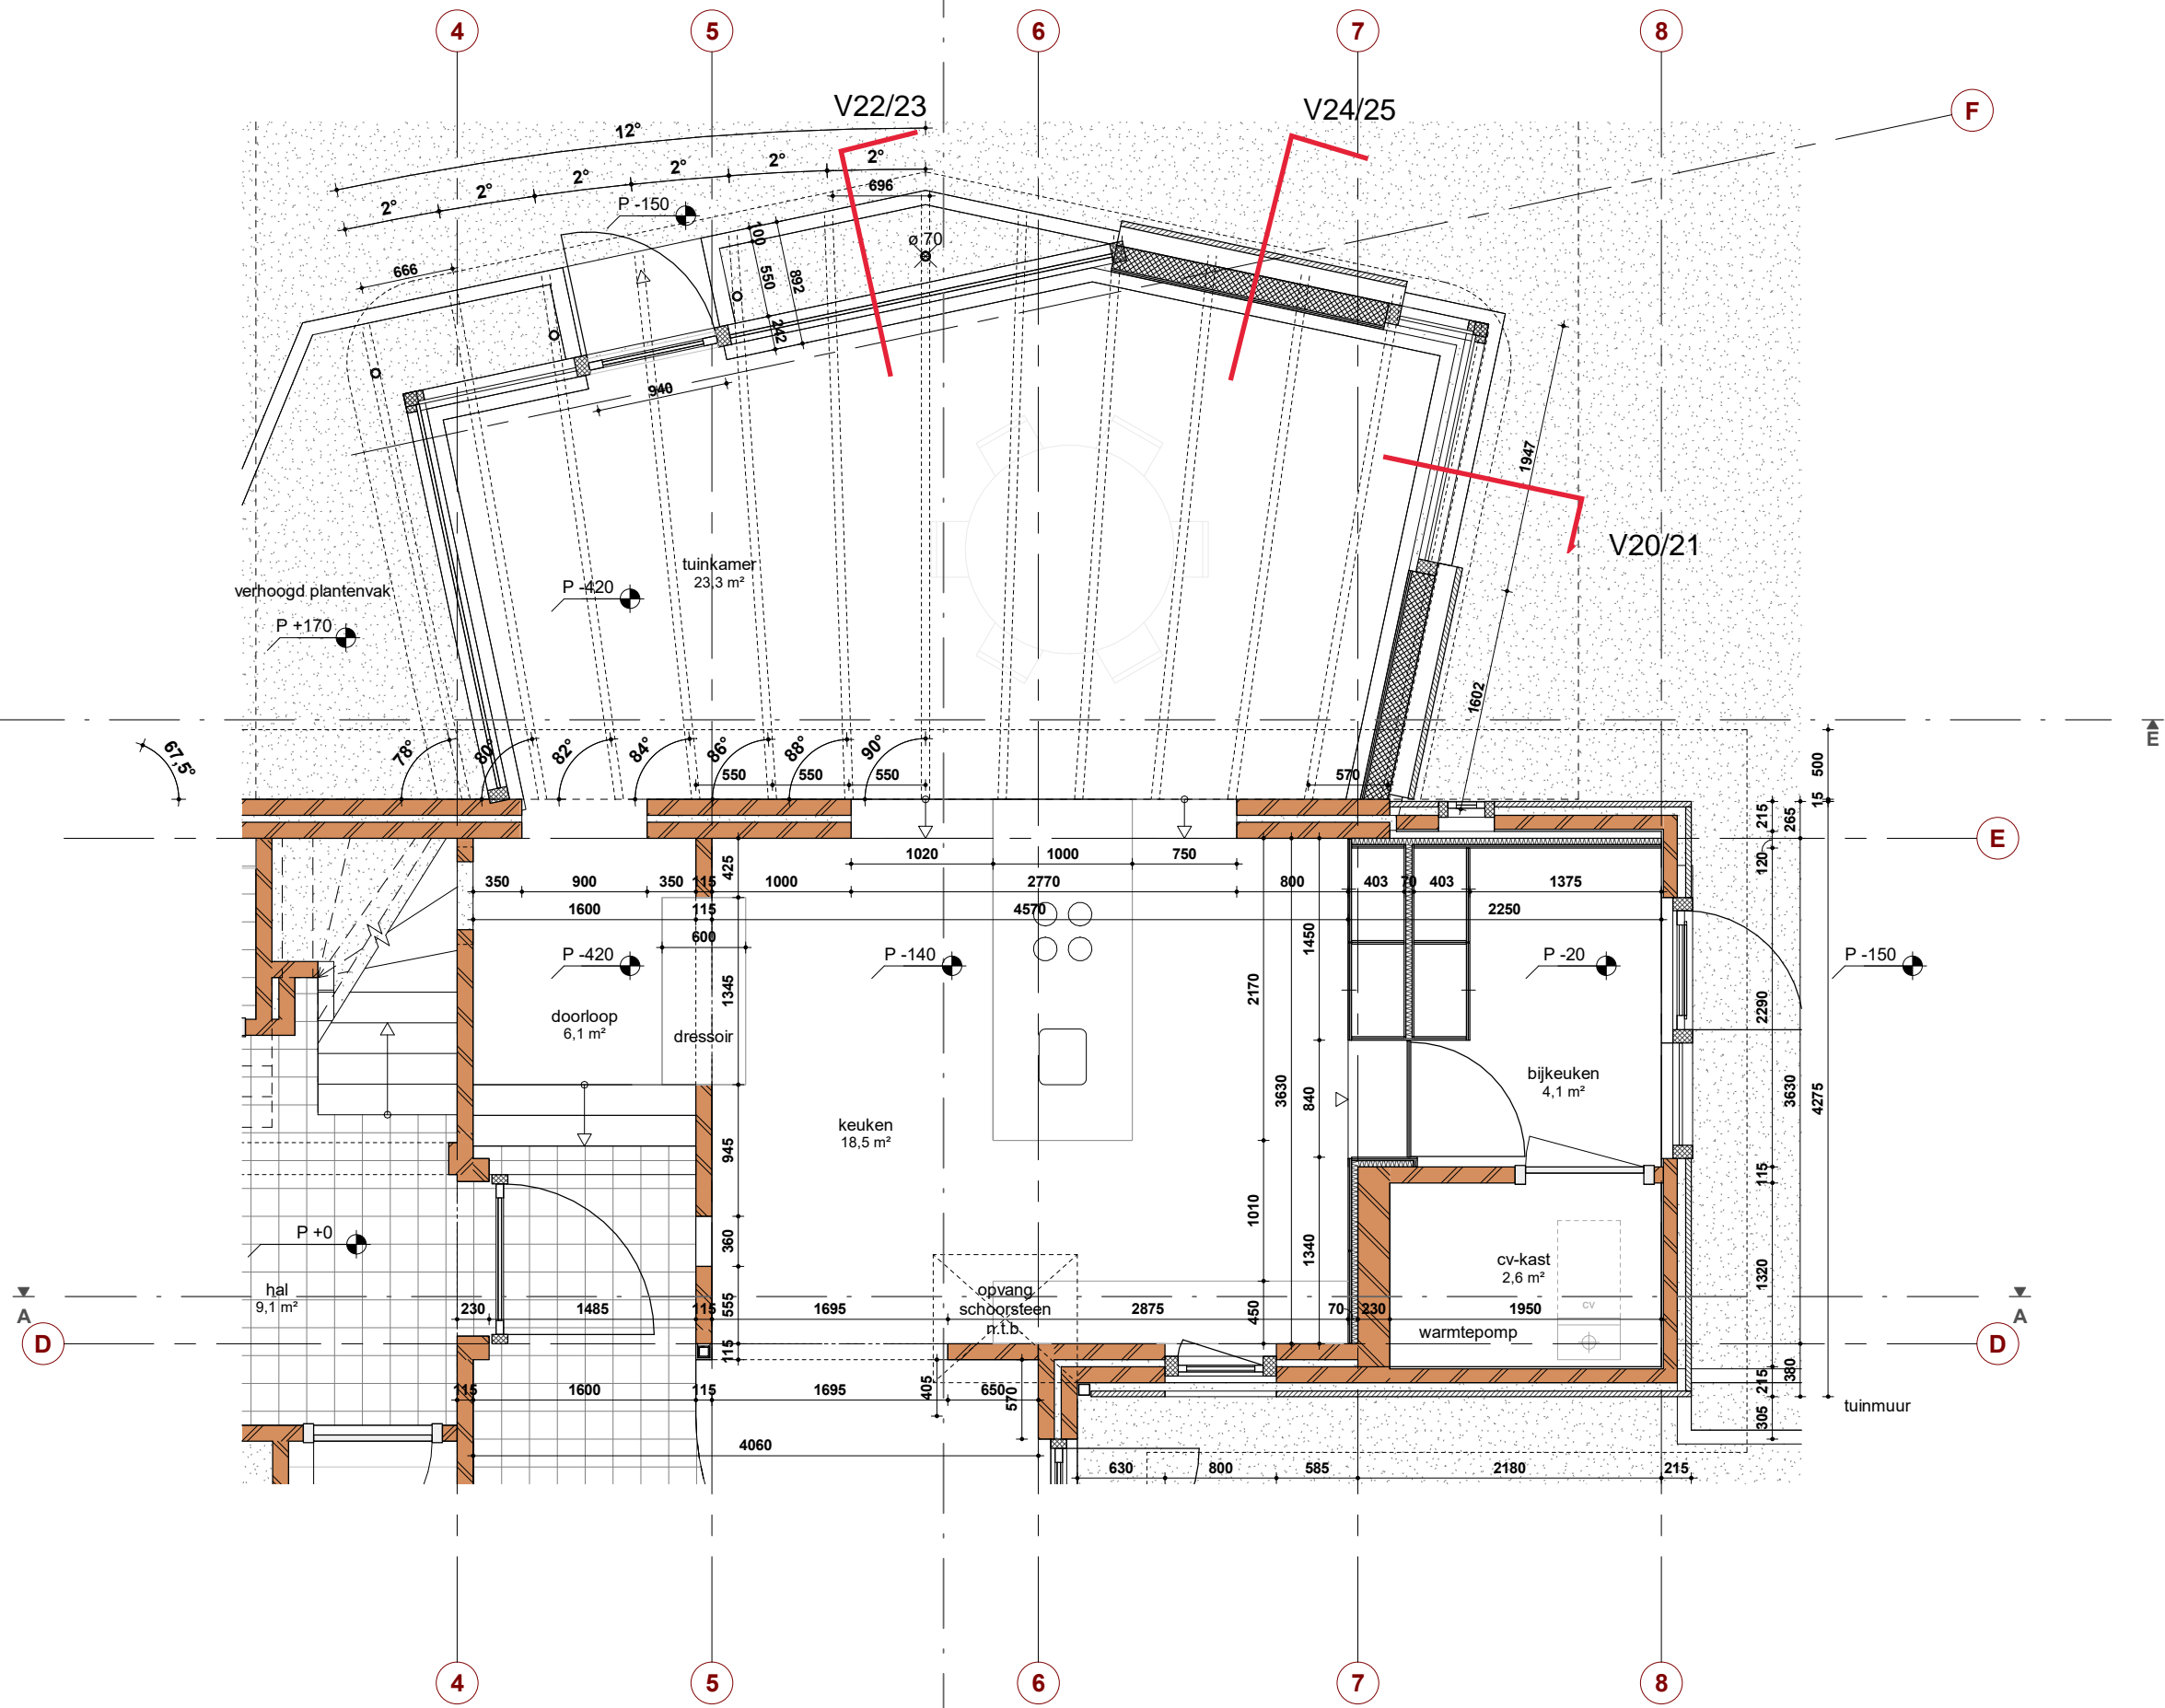 4 5 6 7 8
F
V22/23
V24/25
12°
2° 2° 2° 2° 2° 2°
696
P -150
666
100
550
892
242
ø 70
940
1947
V20/21
tuinkamer
23,3 m²
P -420
verhoogd plantenvak
P +170
1602
E
67,5°
78° 80° 82° 84° 86° 88° 90°
550 550 550
570
500
15
215
265
E
120
425
1020 1000 750
350 900 350 115 1000 2770 800 403 70 403 1375
1600 115 4570 2250
600
1450
P -420
P -140
P -20
P -150
1345
2170
2290
doorloop
6,1 m²
dressoir
bijkeuken
4,1 m²
3630
840
3630
4275
keuken
18,5 m²
945
115
1010
360
1340
P +0
cv-kast
2,6 m²
1320
hal
9,1 m²
opvang
schoorsteen
n.t.b.
cv
A
230 1485 115 555 1695 2875 450 70 230 1950
A
warmtepomp
D
115
D
380
405
215
115 1600 115 1695 650
570
305
tuinmuur
4060
630 800 585 2180 215
4 5 6 7 8